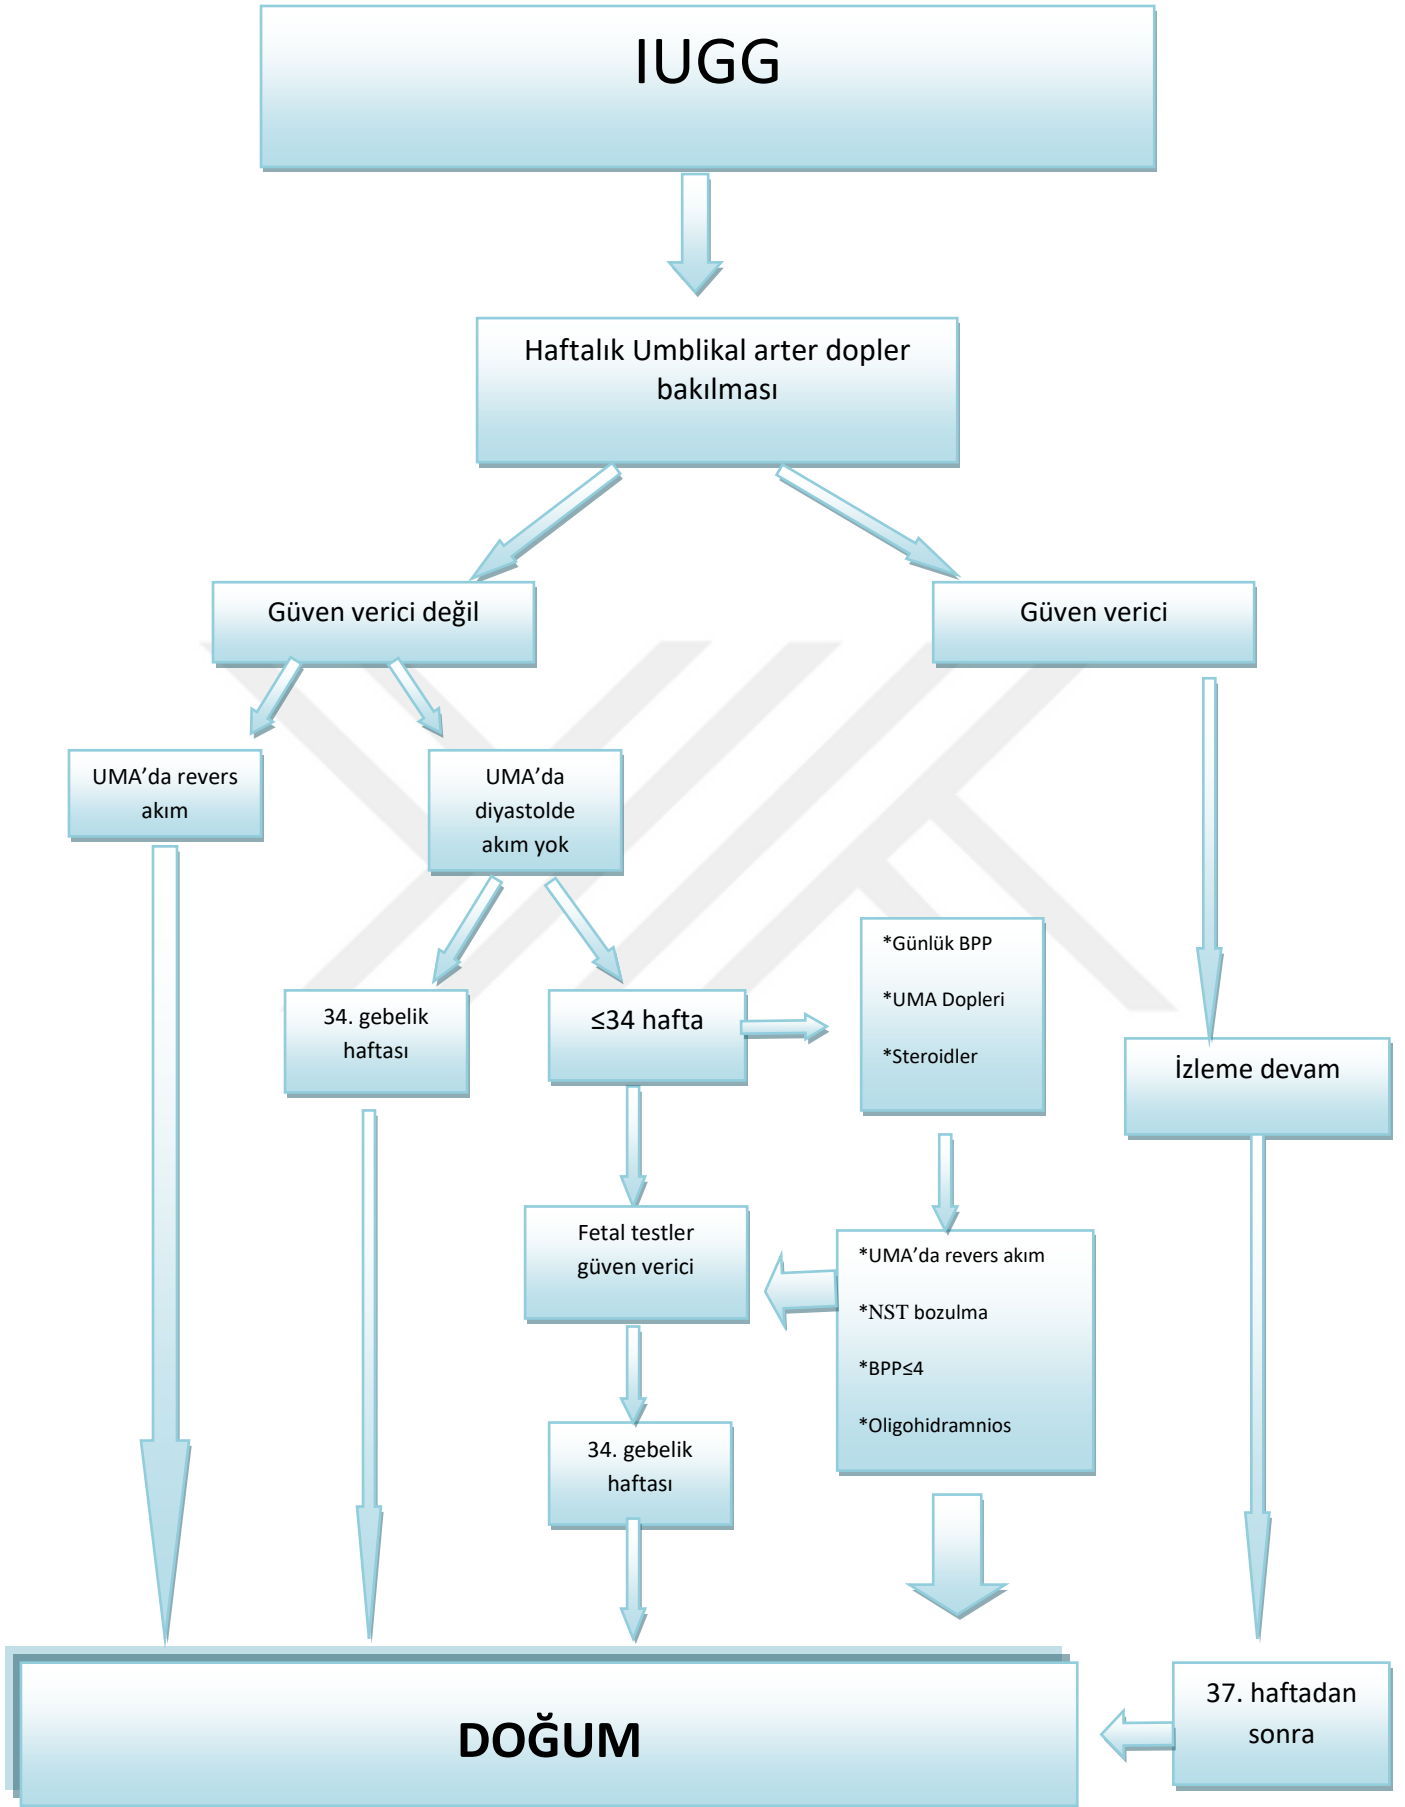 IUGG
Haftalık Umblikal arter dopler
bakılması
Güven verici değil
Güven verici
UMA’da revers
akım
UMA’da
diyastolde
akım yok
*Günlük BPP
*UMA Dopleri
*Steroidler
34. gebelik
haftası
≤34 hafta
İzleme devam
Fetal testler
güven verici
*UMA’da revers akım
*NST bozulma
*BPP≤4
*Oligohidramnios
34. gebelik
haftası
37. haftadan
sonra
DOĞUM